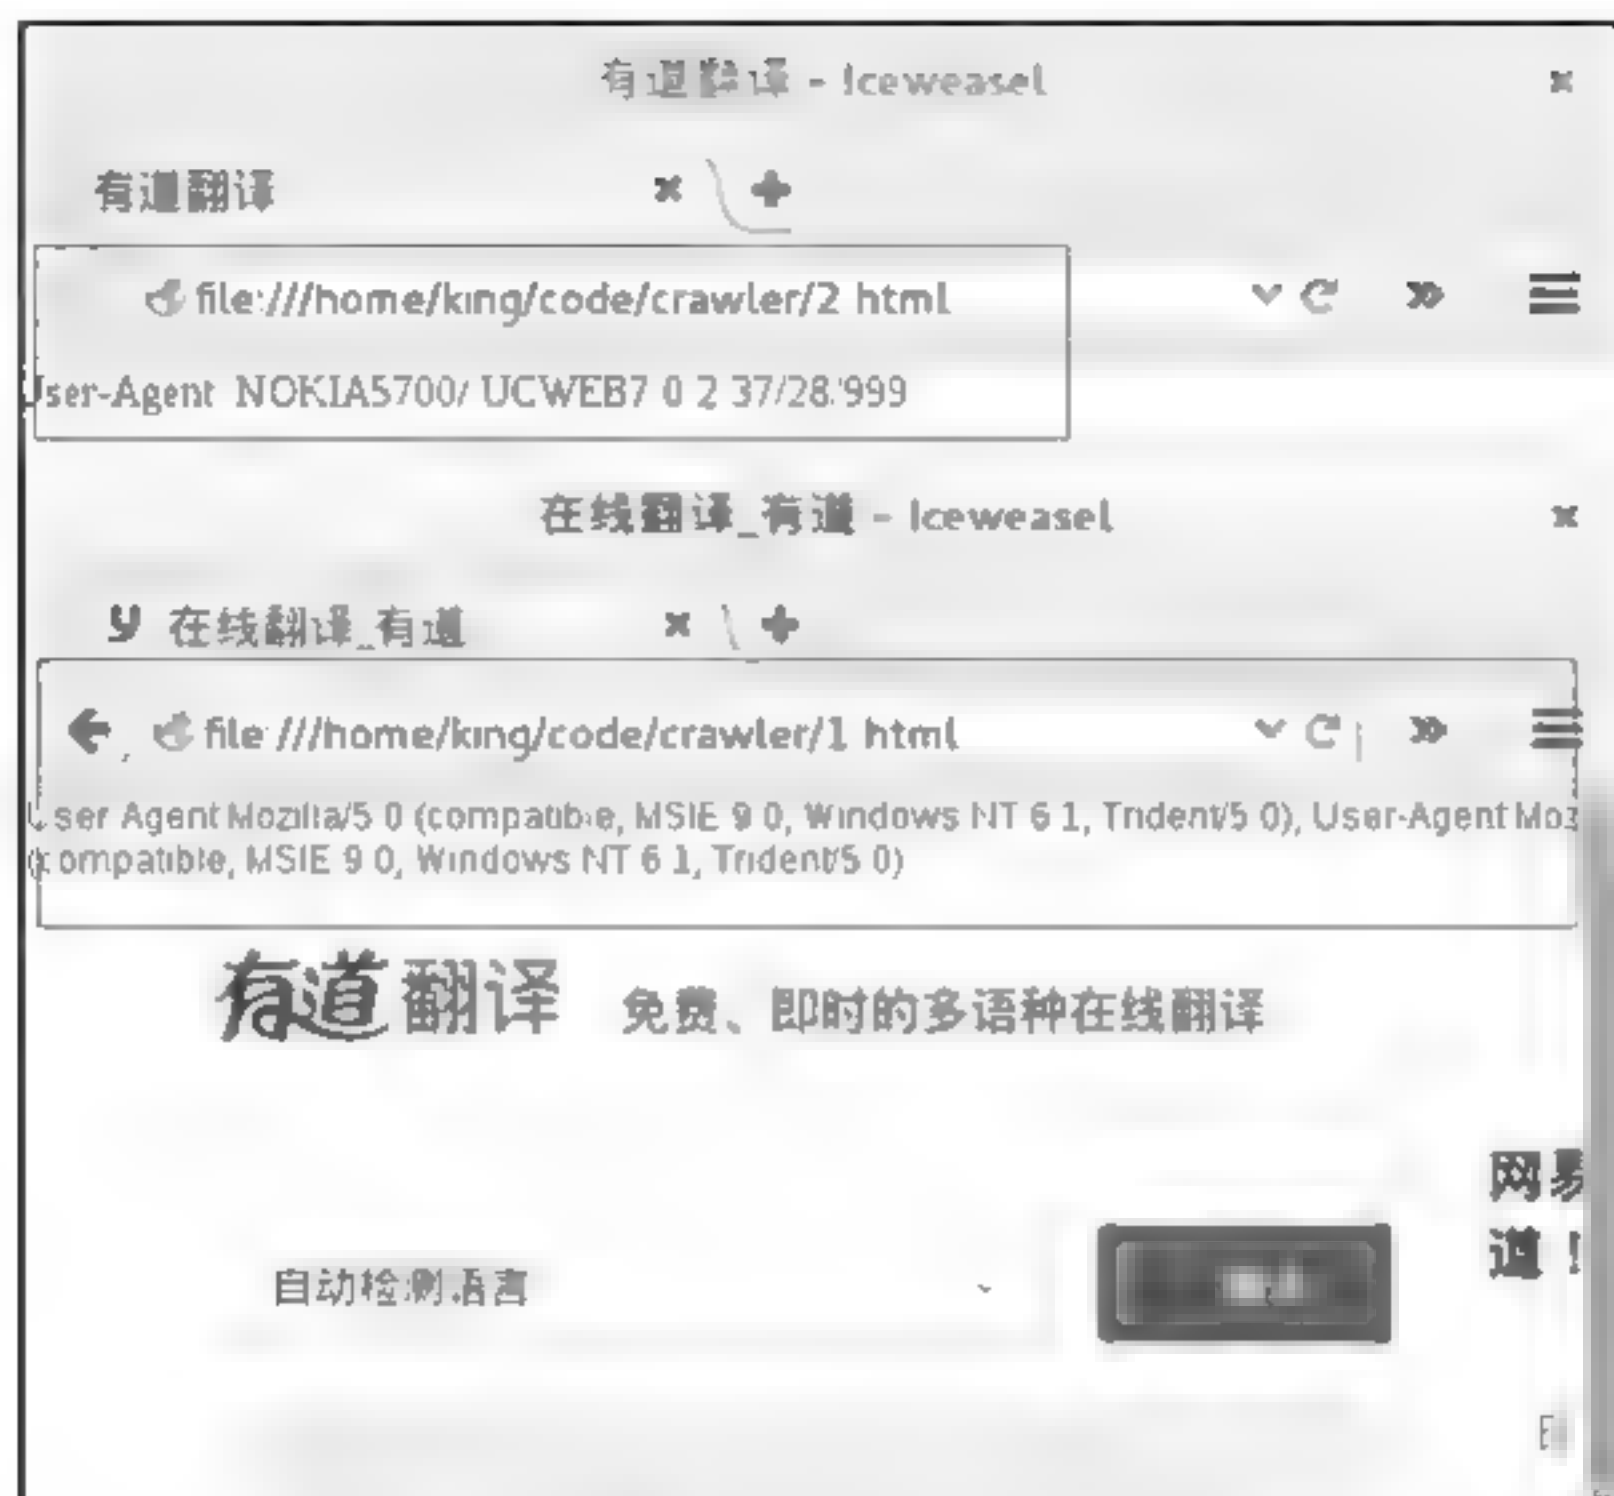 有道翻译 - Iceweasel
有道翻译
file:///home/king/code/crawler/2 html
User-Agent NOKIA5700/ UCWEB7 0 2 37/28/999
在线翻译_有道 - Iceweasel
在线翻译_有道
file:///home/king/code/crawler/1 html
User Agent Mozilla/5 0 (compatible, MSIE 9 0, Windows NT 6 1, Trident/5 0), User-Agent Moz
(compatible, MSIE 9 0, Windows NT 6 1, Trident/5 0)
有道翻译 免费、即时的多语种在线翻译
网易
道!
自动检测语言